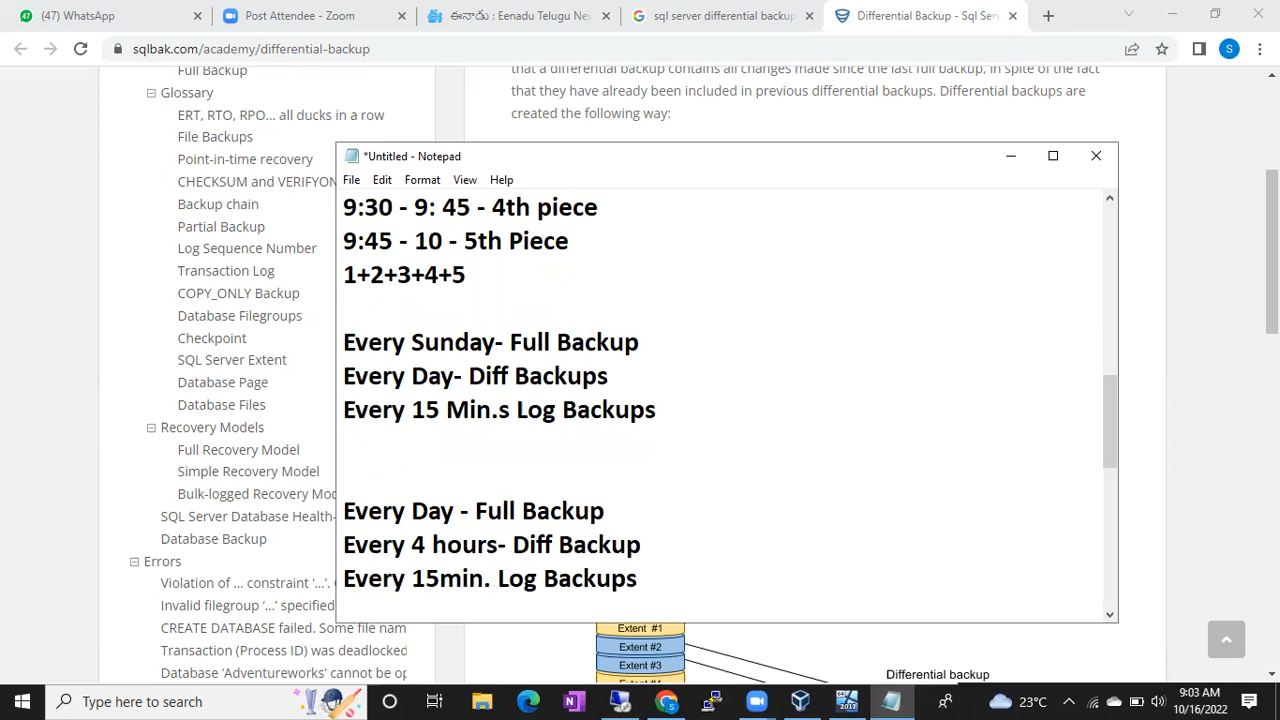 (47) WhatsApp
Post Attendee - Zoom
ఈనాడు : Eenadu Telugu Ne
sql server differential backup
Differential Backup - Sql Ser
sqlbak.com/academy/differential-backup
S
Full Backup
Glossary
ERT, RTO, RPO... all ducks in a row
File Backups
Point-in-time recovery
CHECKSUM and VERIFYON
Backup chain
Partial Backup
Log Sequence Number
Transaction Log
COPY_ONLY Backup
Database Filegroups
Checkpoint
SQL Server Extent
Database Page
Database Files
Recovery Models
Full Recovery Model
Simple Recovery Model
Bulk-logged Recovery Mod
SQL Server Database Health-
Database Backup
Errors
Violation of ... constraint ‘...’.
Invalid filegroup ‘...’ specified
CREATE DATABASE failed. Some file nam
Transaction (Process ID) was deadlocked
Database ‘Adventureworks’ cannot be op
that a differential backup contains all changes made since the last full backup, in spite of the fact
that they have already been included in previous differential backups. Differential backups are
created the following way:
*Untitled - Notepad
File Edit Format View Help
9:30 - 9: 45 - 4th piece
9:45 - 10 - 5th Piece
1+2+3+4+5
Every Sunday- Full Backup
Every Day- Diff Backups
Every 15 Min.s Log Backups
Every Day - Full Backup
Every 4 hours- Diff Backup
Every 15min. Log Backups
Extent #1
Extent #2
Extent #3
Differential backup
Type here to search
23°C
9:03 AM
10/16/2022